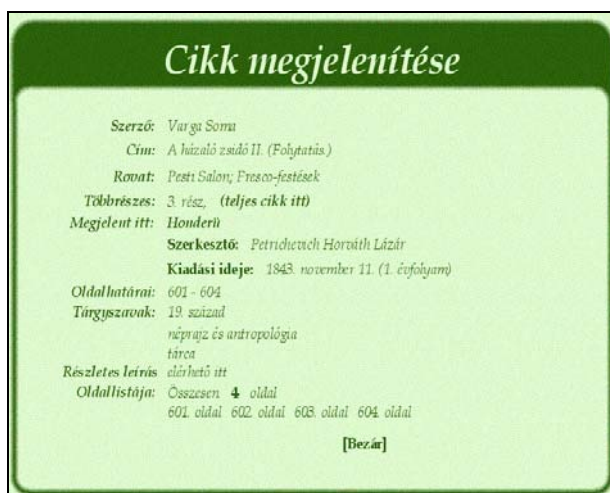 Cikk megjelenítése
Szerző: Varga Soma
Cím: A házaló zsidó II. (Folytatás.)
Rovat: Pesti Salon; Fresco-festések
Többrészes: 3. rész, (teljes cikk itt)
Megjelent itt: Honderű
Szerkesztő: Petrichevich Horváth Lázár
Kiadási ideje: 1843. november 11. (1. évfolyam)
Oldalhatárai: 601 - 604
Tárgyszavak: 19. század
néprajz és antropológia
tárca
Részletes leírás elérhető itt
Oldallistája: Összesen 4 oldal
601. oldal 602. oldal 603. oldal 604. oldal
[Bezár]